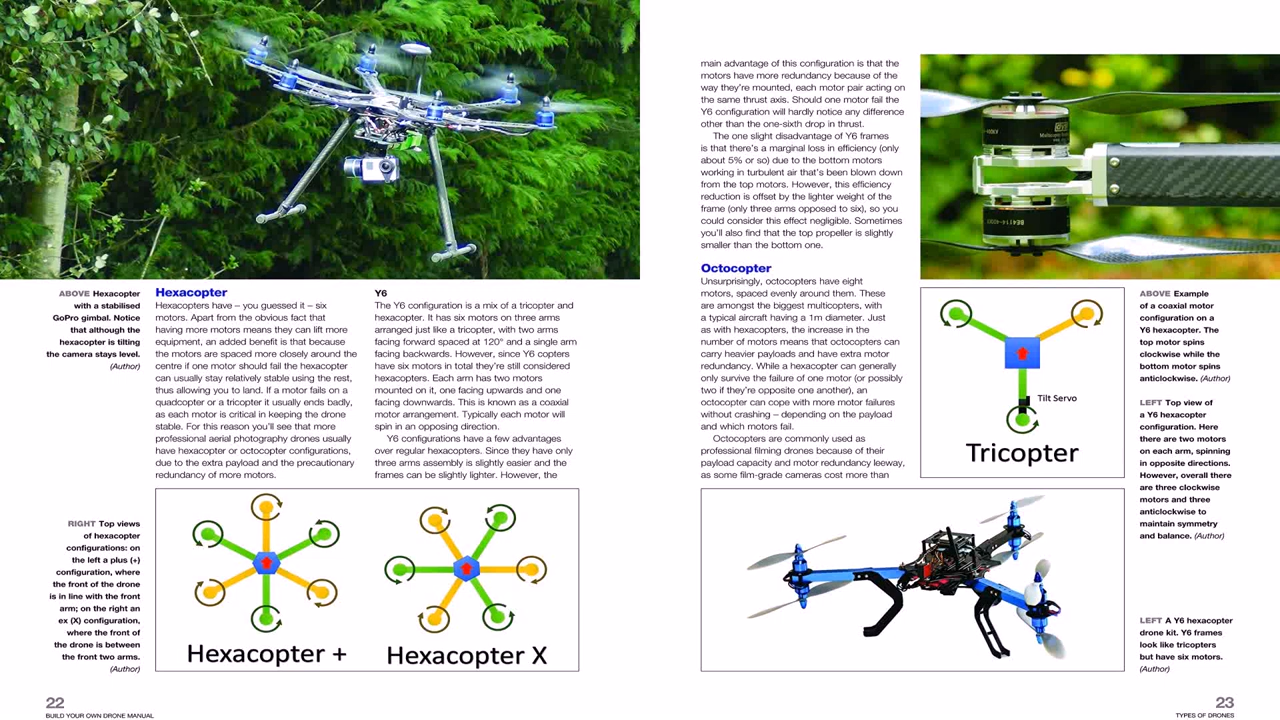 ABOVE Hexacopter
with a stabilised
GoPro gimbal. Notice
that although the
hexacopter is tilting
the camera stays level.
(Author)
Hexacopter
Hexacopters have – you guessed it – six
motors. Apart from the obvious fact that
having more motors means they can lift more
equipment, an added benefit is that because
the motors are spaced more closely around the
centre if one motor should fail the hexacopter
can usually stay relatively stable using the rest,
thus allowing you to land. If a motor fails on a
quadcopter or a tricopter it usually ends badly,
as each motor is critical in keeping the drone
stable. For this reason you'll see that more
professional aerial photography drones usually
have hexacopter or octocopter configurations,
due to the extra payload and the precautionary
redundancy of more motors.
Y6
The Y6 configuration is a mix of a tricopter and
hexacopter. It has six motors on three arms
arranged just like a tricopter, with two arms
facing forward spaced at 120° and a single arm
facing backwards. However, since Y6 copters
have six motors in total they're still considered
hexacopters. Each arm has two motors
mounted on it, one facing upwards and one
facing downwards. This is known as a coaxial
motor arrangement. Typically each motor will
spin in an opposing direction.
Y6 configurations have a few advantages
over regular hexacopters. Since they have only
three arms assembly is slightly easier and the
frames can be slightly lighter. However, the
RIGHT Top views
of hexacopter
configurations: on
the left a plus (+)
configuration, where
the front of the drone
is in line with the front
arm; on the right an
ex (X) configuration,
where the front of
the drone is between
the front two arms.
(Author)
Hexacopter +
Hexacopter X
22
BUILD YOUR OWN DRONE MANUAL
main advantage of this configuration is that the
motors have more redundancy because of the
way they're mounted, each motor pair acting on
the same thrust axis. Should one motor fail the
Y6 configuration will hardly notice any difference
other than the one-sixth drop in thrust.
The one slight disadvantage of Y6 frames
is that there's a marginal loss in efficiency (only
about 5% or so) due to the bottom motors
working in turbulent air that's been blown down
from the top motors. However, this efficiency
reduction is offset by the lighter weight of the
frame (only three arms opposed to six), so you
could consider this effect negligible. Sometimes
you'll also find that the top propeller is slightly
smaller than the bottom one.
Octocopter
Unsurprisingly, octocopters have eight
motors, spaced evenly around them. These
are amongst the biggest multicopters, with
a typical aircraft having a 1m diameter. Just
as with hexacopters, the increase in the
number of motors means that octocopters can
carry heavier payloads and have extra motor
redundancy. While a hexacopter can generally
only survive the failure of one motor (or possibly
two if they're opposite one another), an
octocopter can cope with more motor failures
without crashing – depending on the payload
and which motors fail.
Octocopters are commonly used as
professional filming drones because of their
payload capacity and motor redundancy leeway,
as some film-grade cameras cost more than
Tilt Servo
Tricopter
ABOVE Example
of a coaxial motor
configuration on a
Y6 hexacopter. The
top motor spins
clockwise while the
bottom motor spins
anticlockwise. (Author)
LEFT Top view of
a Y6 hexacopter
configuration. Here
there are two motors
on each arm, spinning
in opposite directions.
However, overall there
are three clockwise
motors and three
anticlockwise to
maintain symmetry
and balance. (Author)
LEFT A Y6 hexacopter
drone kit. Y6 frames
look like tricopters
but have six motors.
(Author)
23
TYPES OF DRONES